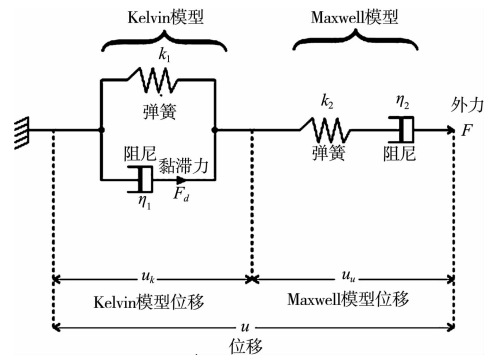 Kelvin模型
Maxwell模型
k₁
弹簧
阻尼
黏滞力
η₁
F_d
k₂
弹簧
η₂
阻尼
外力
F
u_k
u_u
Kelvin模型位移
Maxwell模型位移
u
位移